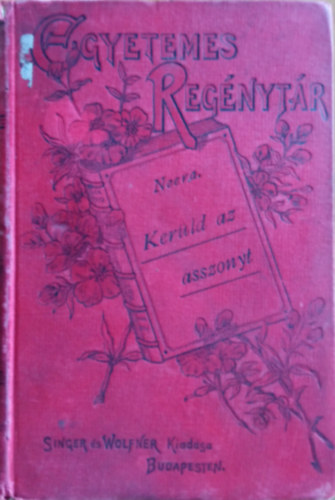 EGYETEMES
REGÉNYTÁR
Neera.
Kerüld az
asszonyt
SINGER és WOLFNER Kiadása
BUDAPESTEN.